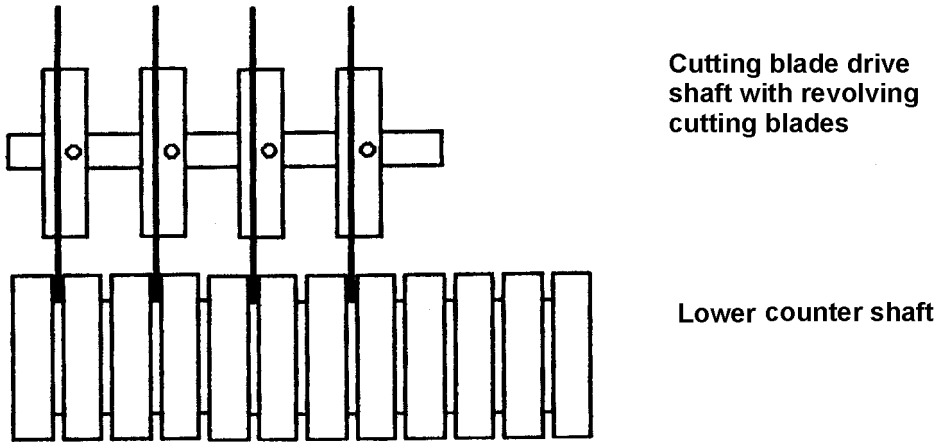 Cutting blade drive
shaft with revolving
cutting blades
Lower counter shaft